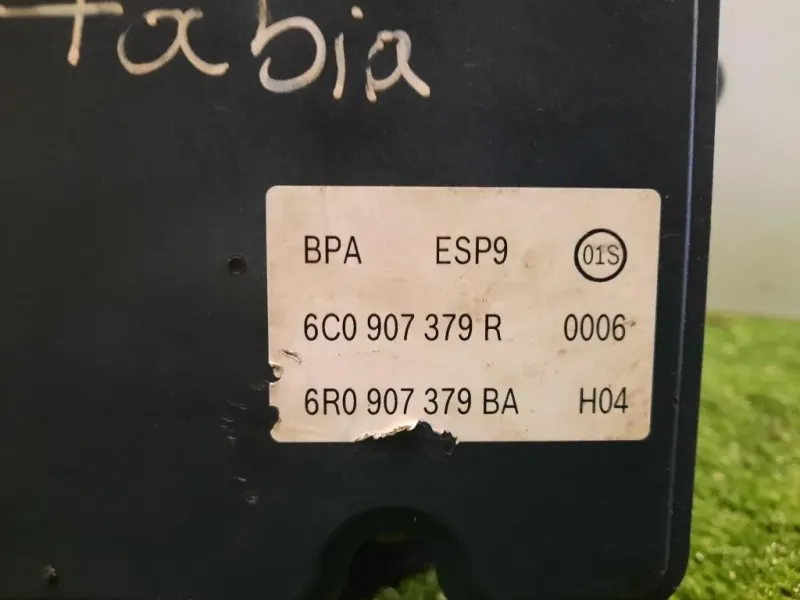 Fabia
BPA ESP9 01S
6C0 907 379 R 0006
6R0 907 379 BA H04